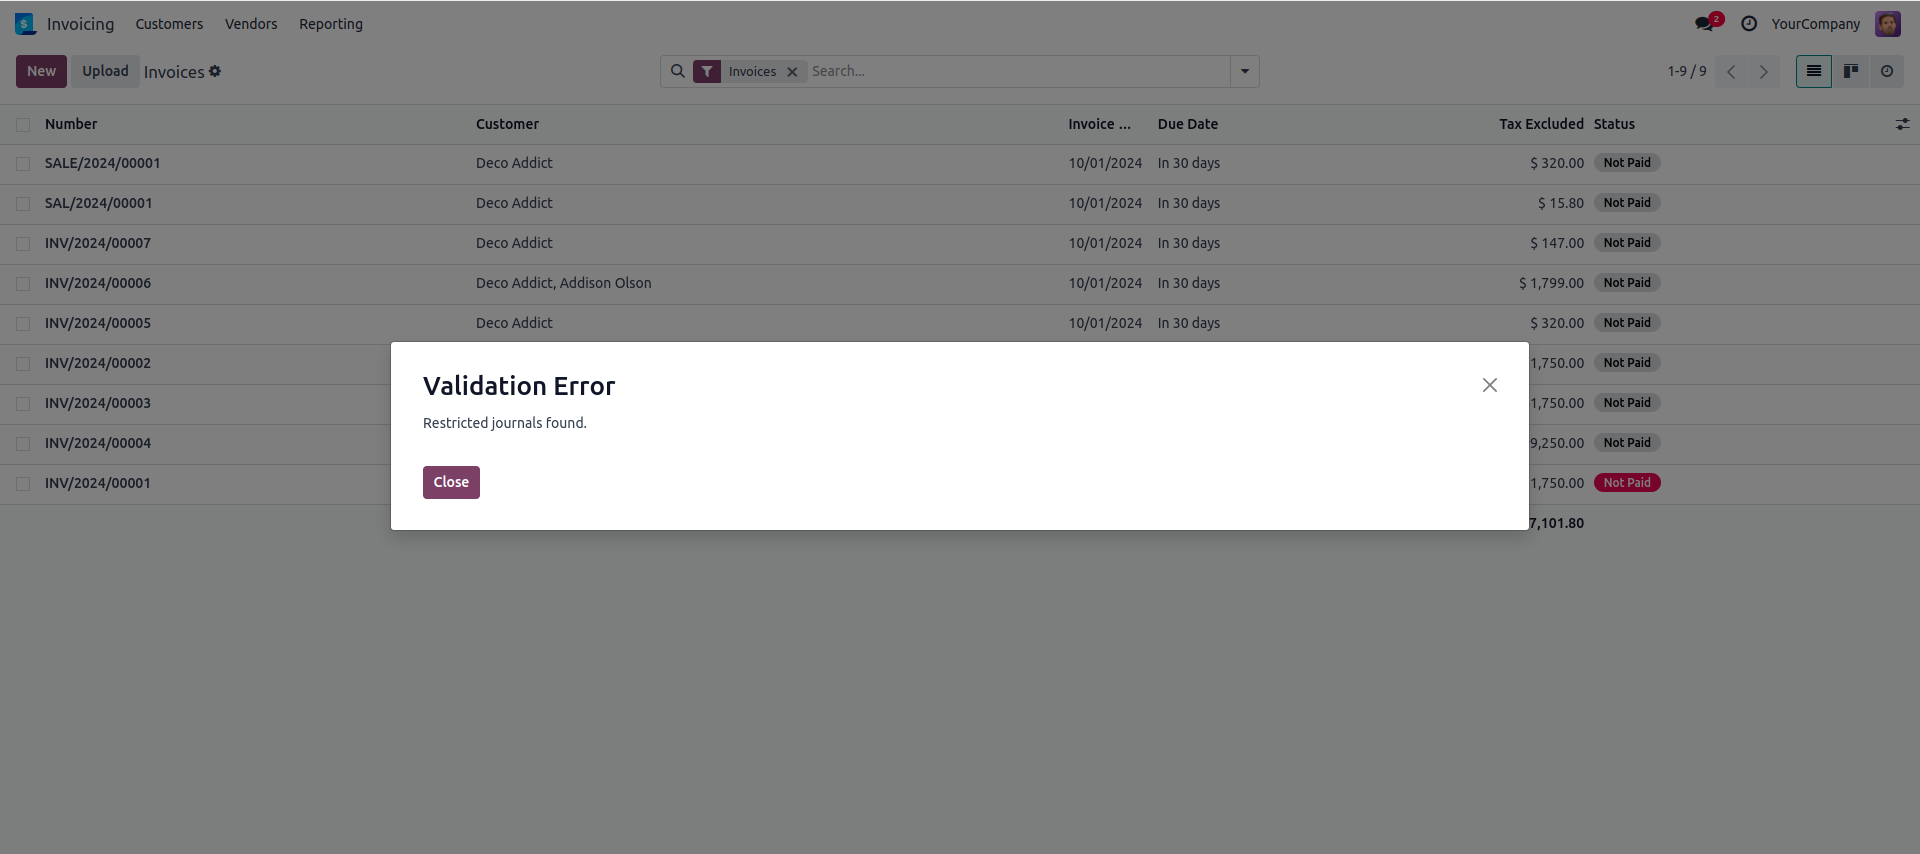 Invoicing Customers Vendors Reporting 2 YourCompany
New Upload Invoices Invoices Search... 1-9 / 9
Number Customer Invoice ... Due Date Tax Excluded Status
SALE/2024/00001 Deco Addict 10/01/2024 In 30 days $ 320.00 Not Paid
SAL/2024/00001 Deco Addict 10/01/2024 In 30 days $ 15.80 Not Paid
INV/2024/00007 Deco Addict 10/01/2024 In 30 days $ 147.00 Not Paid
INV/2024/00006 Deco Addict, Addison Olson 10/01/2024 In 30 days $ 1,799.00 Not Paid
INV/2024/00005 Deco Addict 10/01/2024 In 30 days $ 320.00 Not Paid
INV/2024/00002 1,750.00 Not Paid
INV/2024/00003 1,750.00 Not Paid
INV/2024/00004 9,250.00 Not Paid
INV/2024/00001 1,750.00 Not Paid
7,101.80
Validation Error
Restricted journals found.
Close